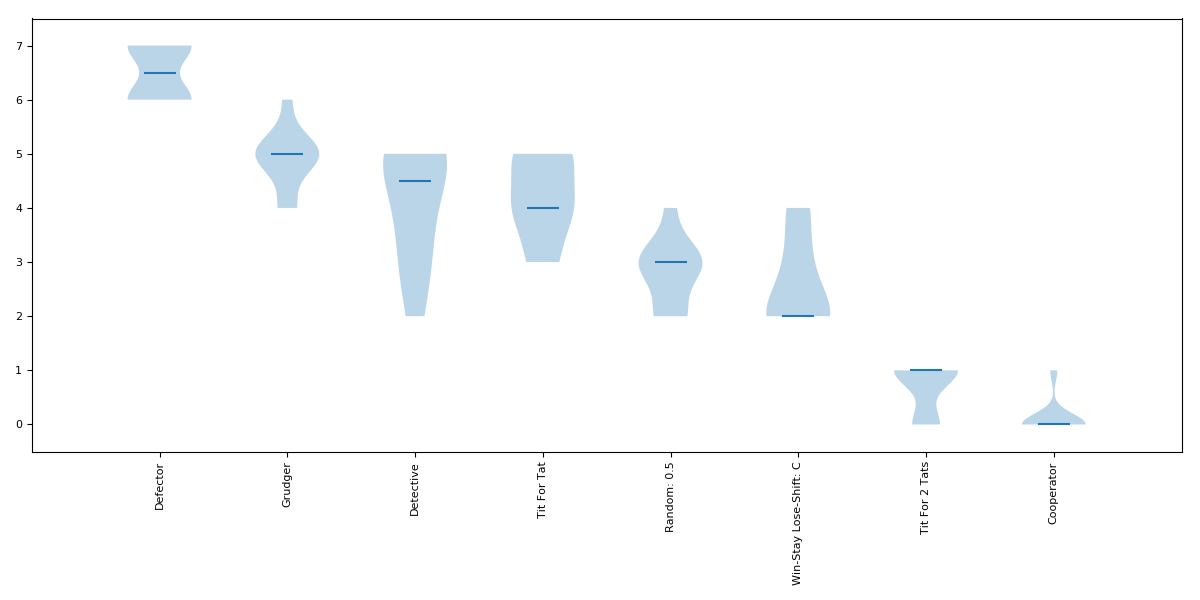 7
6
5
4
3
2
1
0
Defector
Grudger
Detective
Tit For Tat
Random: 0.5
Win-Stay Lose-Shift: C
Tit For 2 Tats
Cooperator